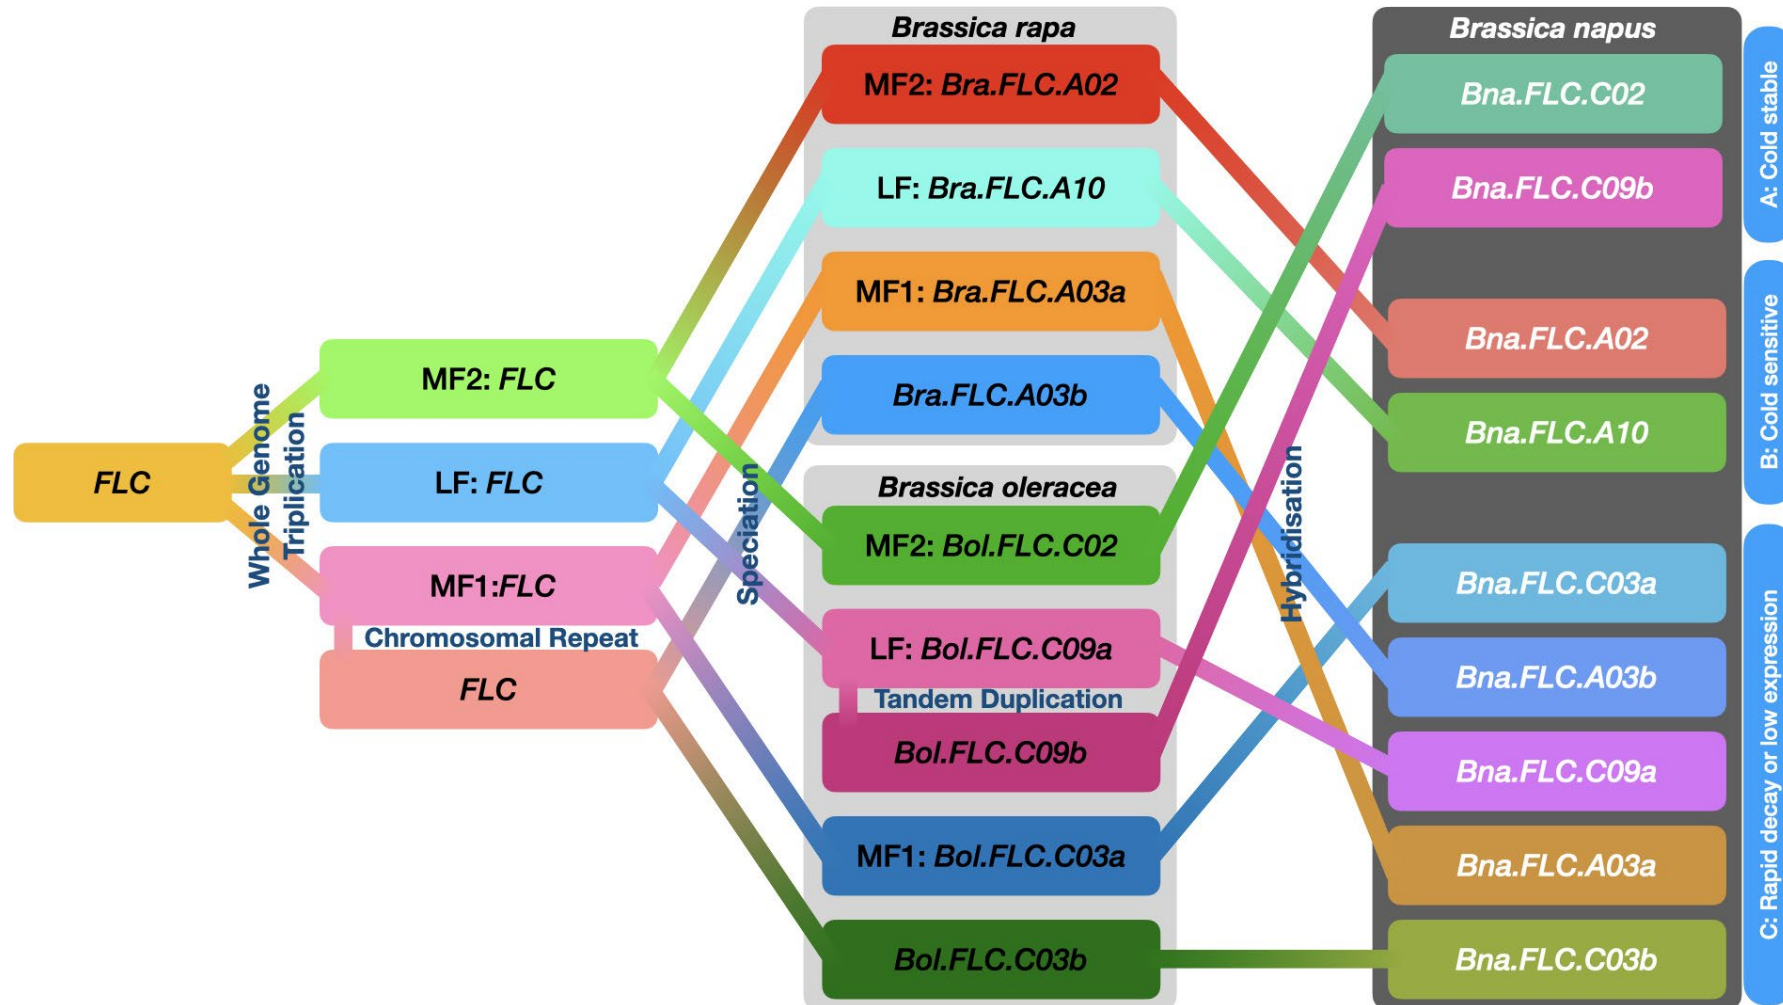 FLC
Whole Genome
Triplication
MF2: FLC
LF: FLC
MF1:FLC
Chromosomal Repeat
FLC
Speciation
Brassica rapa
MF2: Bra.FLC.A02
LF: Bra.FLC.A10
MF1: Bra.FLC.A03a
Bra.FLC.A03b
Brassica oleracea
MF2: Bol.FLC.C02
LF: Bol.FLC.C09a
Tandem Duplication
Bol.FLC.C09b
MF1: Bol.FLC.C03a
Bol.FLC.C03b
Hybridisation
Brassica napus
Bna.FLC.C02
Bna.FLC.C09b
Bna.FLC.A02
Bna.FLC.A10
Bna.FLC.C03a
Bna.FLC.A03b
Bna.FLC.C09a
Bna.FLC.A03a
Bna.FLC.C03b
A: Cold stable
B: Cold sensitive
C: Rapid decay or low expression